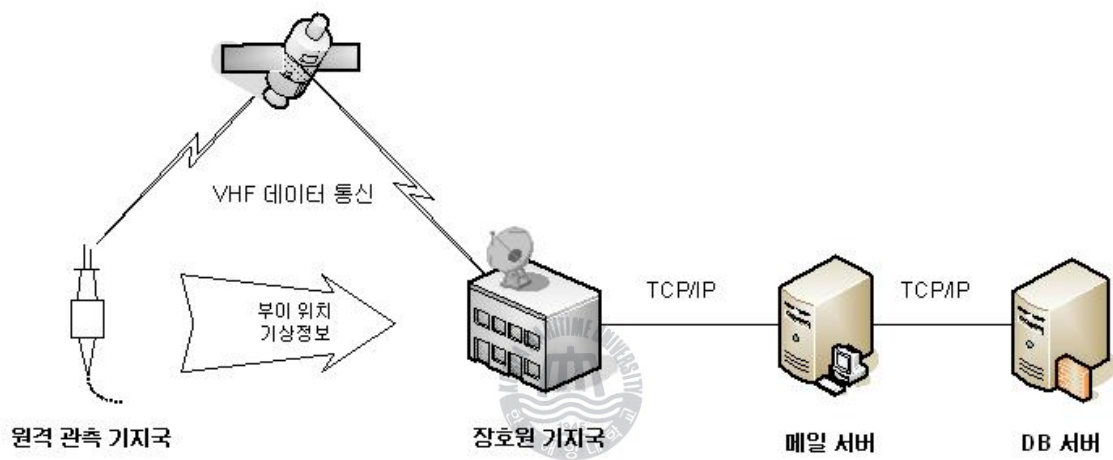 VHF 데이터 통신
부이 위치
기상정보
TCP/IP
TCP/IP
원격 관측 기지국
장호원 기지국
메일 서버
DB 서버
1945